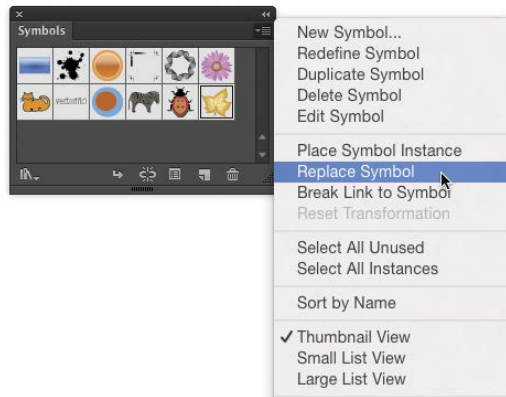 Symbols
vectorific!
New Symbol...
Redefine Symbol
Duplicate Symbol
Delete Symbol
Edit Symbol
Place Symbol Instance
Replace Symbol
Break Link to Symbol
Reset Transformation
Select All Unused
Select All Instances
Sort by Name
Thumbnail View
Small List View
Large List View